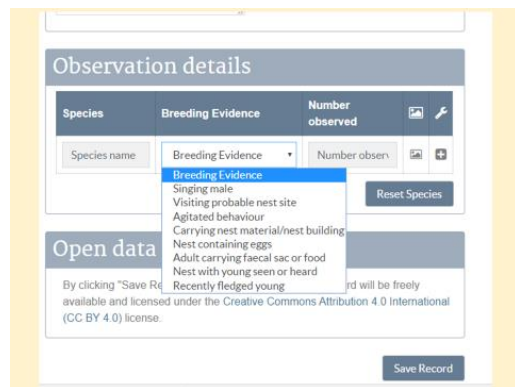 Observation details
Species
Breeding Evidence
Number
observed
Species name
Breeding Evidence
Number observ
Breeding Evidence
Singing male
Visiting probable nest site
Agitated behaviour
Carrying nest material/nest building
Nest containing eggs
Adult carrying faecal sac or food
Nest with young seen or heard
Recently fledged young
Reset Species
Open data
By clicking "Save Re rd will be freely
available and licensed under the Creative Commons Attribution 4.0 International
(CC BY 4.0) license.
Save Record